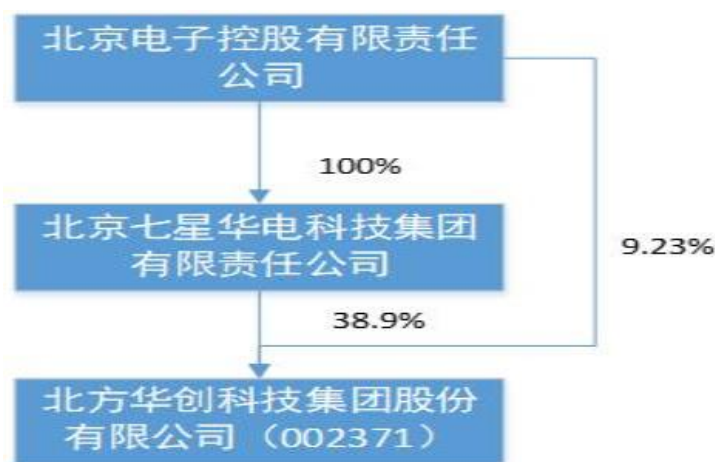 北京电子控股有限责任
公司
100%
北京七星华电科技集团
有限责任公司
9.23%
38.9%
北方华创科技集团股份
有限公司（002371）